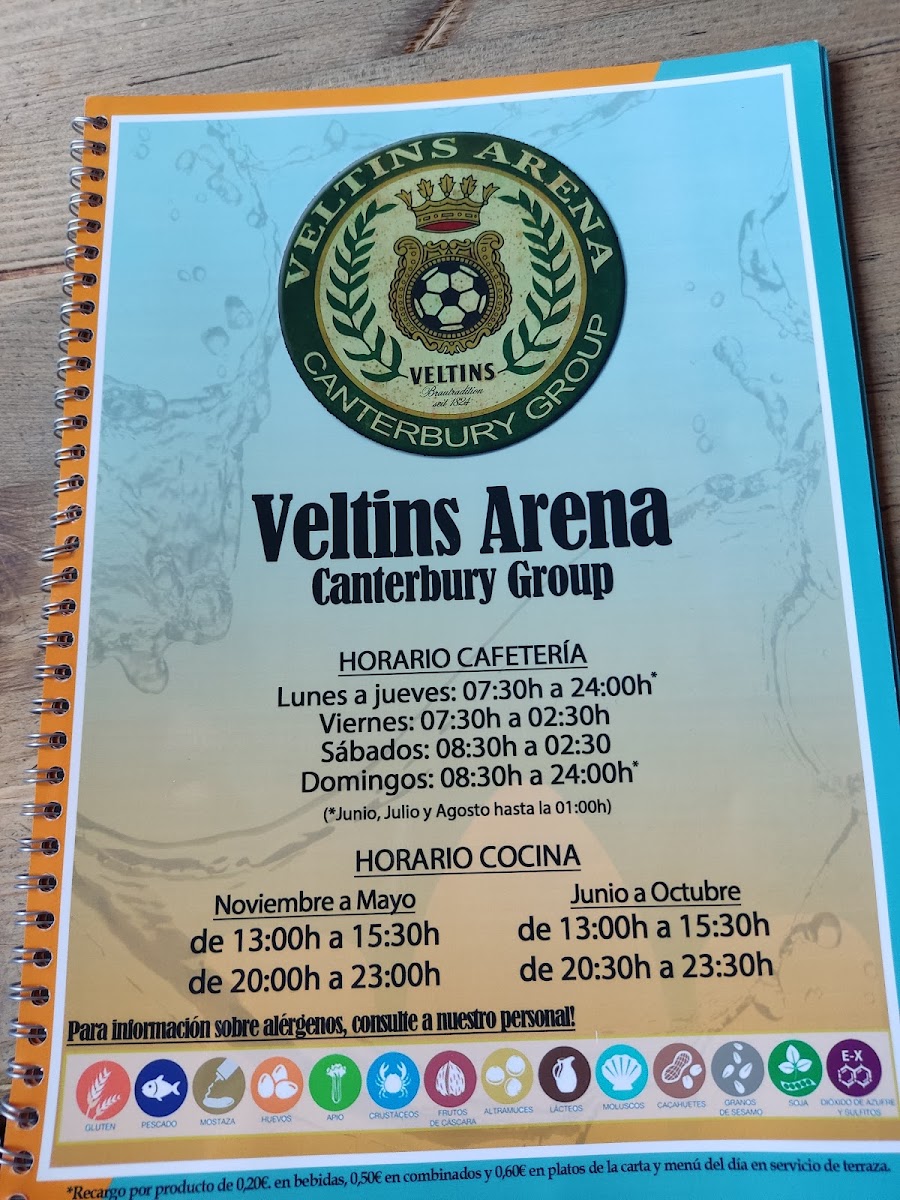 VELTINS ARENA
VELTINS
Brautradition
seit 1824
CANTERBURY GROUP
Veltins Arena
Canterbury Group
HORARIO CAFETERÍA
Lunes a jueves: 07:30h a 24:00h*
Viernes: 07:30h a 02:30h
Sábados: 08:30h a 02:30
Domingos: 08:30h a 24:00h*
(*Junio, Julio y Agosto hasta la 01:00h)
HORARIO COCINA
Noviembre a Mayo
de 13:00h a 15:30h
de 20:00h a 23:00h
Junio a Octubre
de 13:00h a 15:30h
de 20:30h a 23:30h
Para información sobre alérgenos, consulte a nuestro personal!
GLUTEN
PESCADO
MOSTAZA
HUEVOS
APIO
CRUSTÁCEOS
FRUTOS
DE CÁSCARA
ALTRAMUCES
LÁCTEOS
MOLUSCOS
CACAHUETES
GRANOS
DE SÉSAMO
SOJA
E-X
DIÓXIDO DE AZUFRE
Y SULFITOS
*Recargo por producto de 0,20€. en bebidas, 0,50€ en combinados y 0,60€ en platos de la carta y menú del día en servicio de terraza.